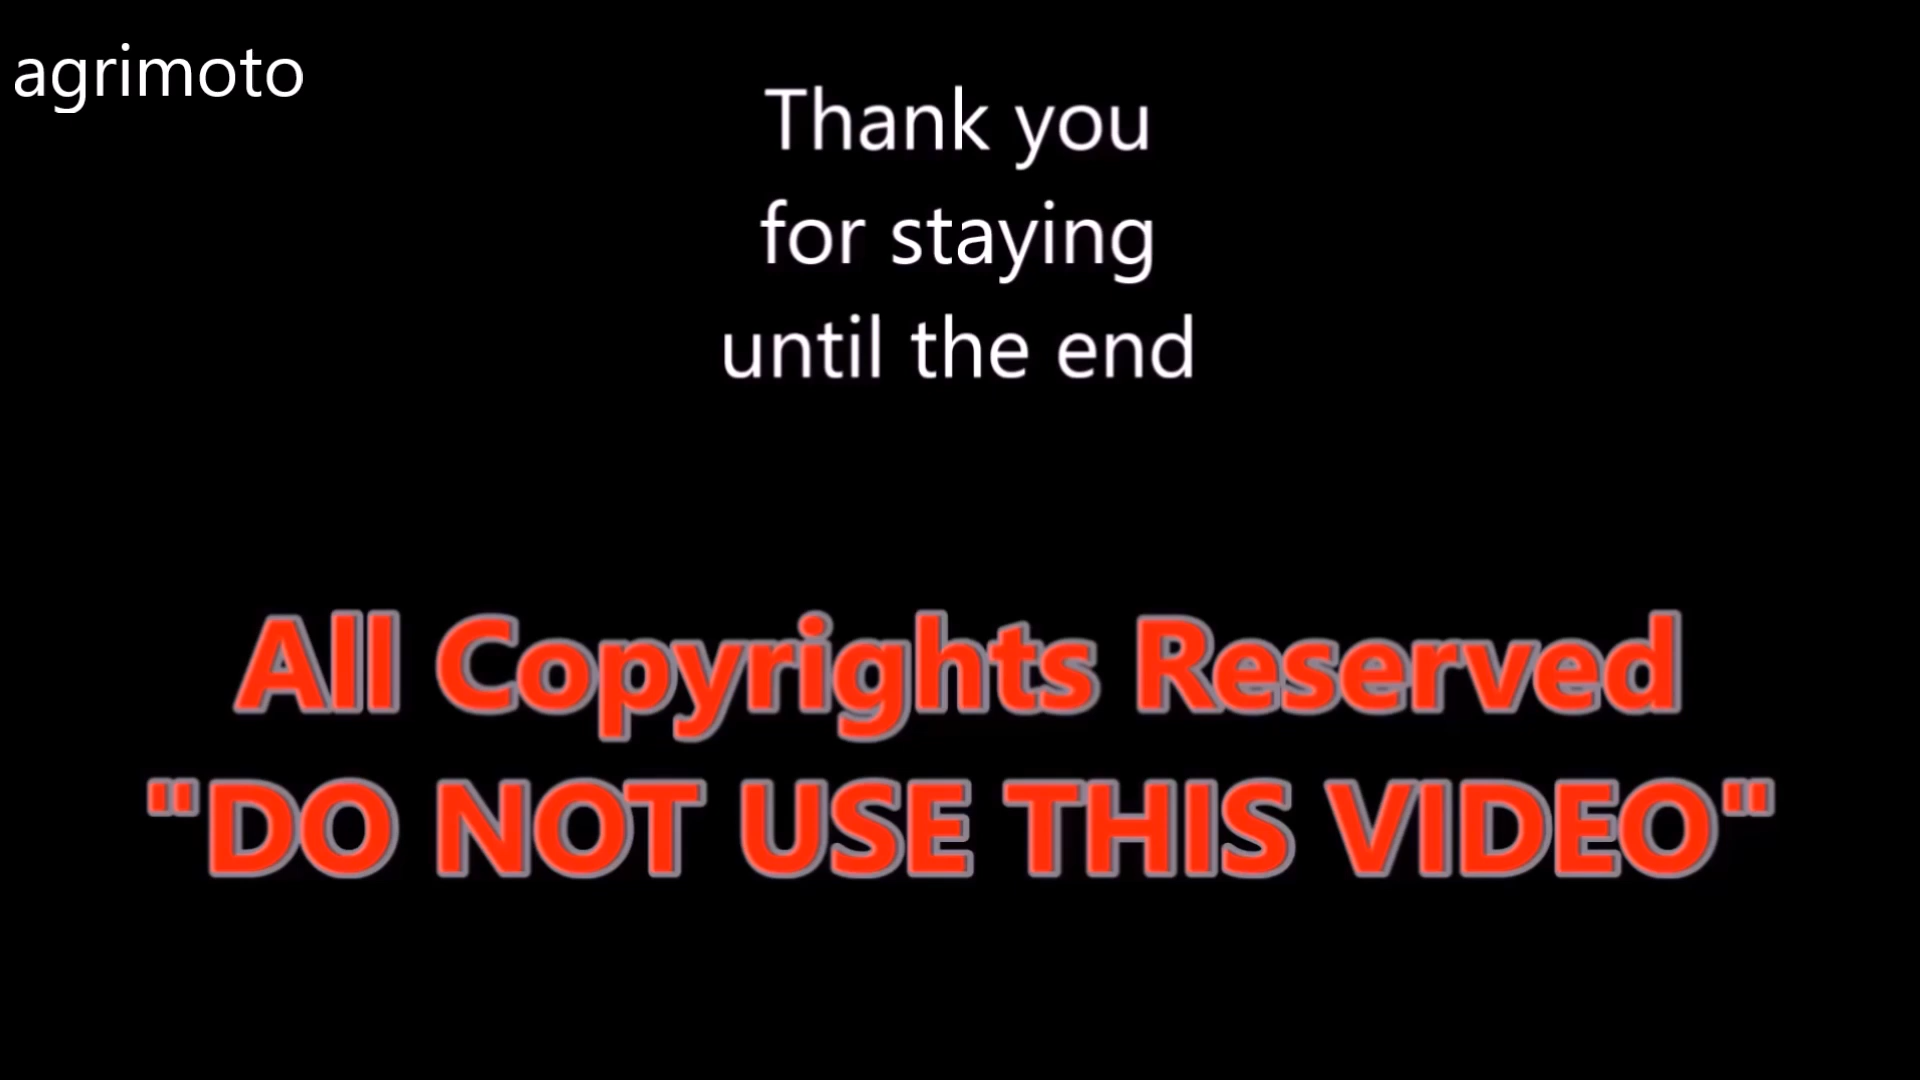 agrimoto
Thank you
for staying
until the end
All Copyrights Reserved
"DO NOT USE THIS VIDEO"